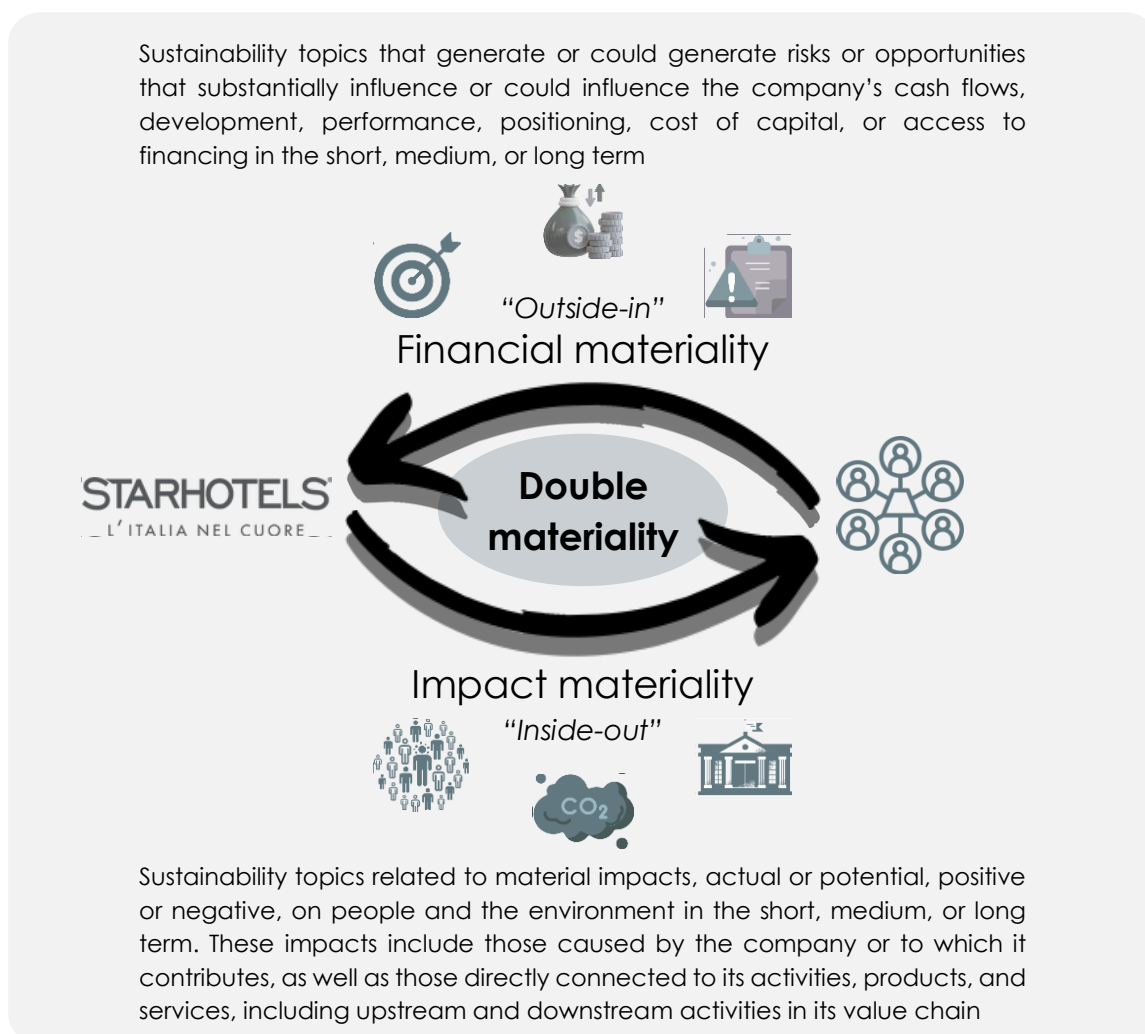 Sustainability topics that generate or could generate risks or opportunities
that substantially influence or could influence the company’s cash flows,
development, performance, positioning, cost of capital, or access to
financing in the short, medium, or long term
$
!
“Outside-in”
Financial materiality
STARHOTELS
L’ITALIA NEL CUORE
Double
materiality
Impact materiality
“Inside-out”
CO2
Sustainability topics related to material impacts, actual or potential, positive
or negative, on people and the environment in the short, medium, or long
term. These impacts include those caused by the company or to which it
contributes, as well as those directly connected to its activities, products, and
services, including upstream and downstream activities in its value chain